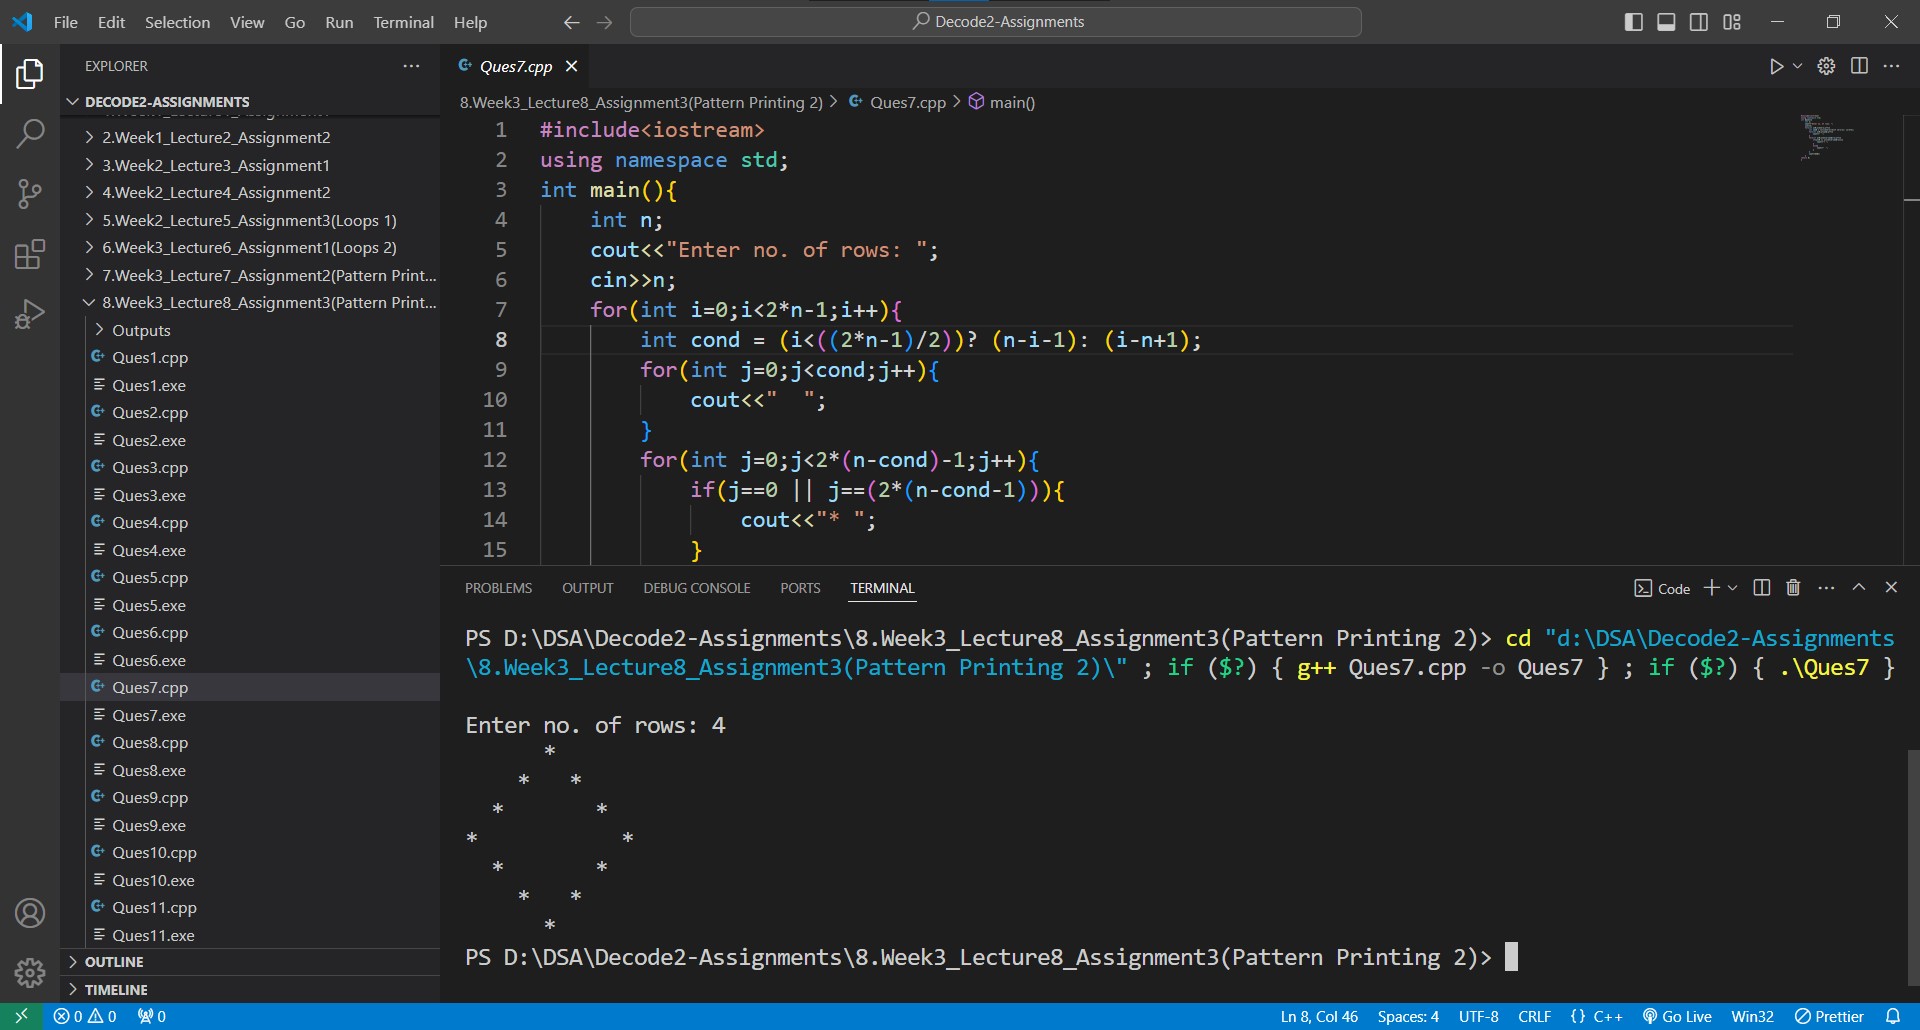 File Edit Selection View Go Run Terminal Help
Decode2-Assignments
EXPLORER
DECODE2-ASSIGNMENTS
2.Week1_Lecture2_Assignment2
3.Week2_Lecture3_Assignment1
4.Week2_Lecture4_Assignment2
5.Week2_Lecture5_Assignment3(Loops 1)
6.Week3_Lecture6_Assignment1(Loops 2)
7.Week3_Lecture7_Assignment2(Pattern Print...
8.Week3_Lecture8_Assignment3(Pattern Print...
Outputs
Ques1.cpp
Ques1.exe
Ques2.cpp
Ques2.exe
Ques3.cpp
Ques3.exe
Ques4.cpp
Ques4.exe
Ques5.cpp
Ques5.exe
Ques6.cpp
Ques6.exe
Ques7.cpp
Ques7.exe
Ques8.cpp
Ques8.exe
Ques9.cpp
Ques9.exe
Ques10.cpp
Ques10.exe
Ques11.cpp
Ques11.exe
OUTLINE
TIMELINE
Ques7.cpp
8.Week3_Lecture8_Assignment3(Pattern Printing 2) > Ques7.cpp > main()
1 #include<iostream>
2 using namespace std;
3 int main(){
4 int n;
5 cout<<"Enter no. of rows: ";
6 cin>>n;
7 for(int i=0;i<2*n-1;i++){
8 int cond = (i<((2*n-1)/2))? (n-i-1): (i-n+1);
9 for(int j=0;j<cond;j++){
10 cout<<"  ";
11 }
12 for(int j=0;j<2*(n-cond)-1;j++){
13 if(j==0 || j==(2*(n-cond-1))){
14 cout<<"* ";
15 }
PROBLEMS OUTPUT DEBUG CONSOLE PORTS TERMINAL
Code
PS D:\DSA\Decode2-Assignments\8.Week3_Lecture8_Assignment3(Pattern Printing 2)> cd "d:\DSA\Decode2-Assignments
\8.Week3_Lecture8_Assignment3(Pattern Printing 2)\" ; if ($?) { g++ Ques7.cpp -o Ques7 } ; if ($?) { .\Ques7 }
Enter no. of rows: 4
      *
    *   *
  *       *
*           *
  *       *
    *   *
      *
PS D:\DSA\Decode2-Assignments\8.Week3_Lecture8_Assignment3(Pattern Printing 2)>
0 0 0 Ln 8, Col 46 Spaces: 4 UTF-8 CRLF {} C++ Go Live Win32 Prettier